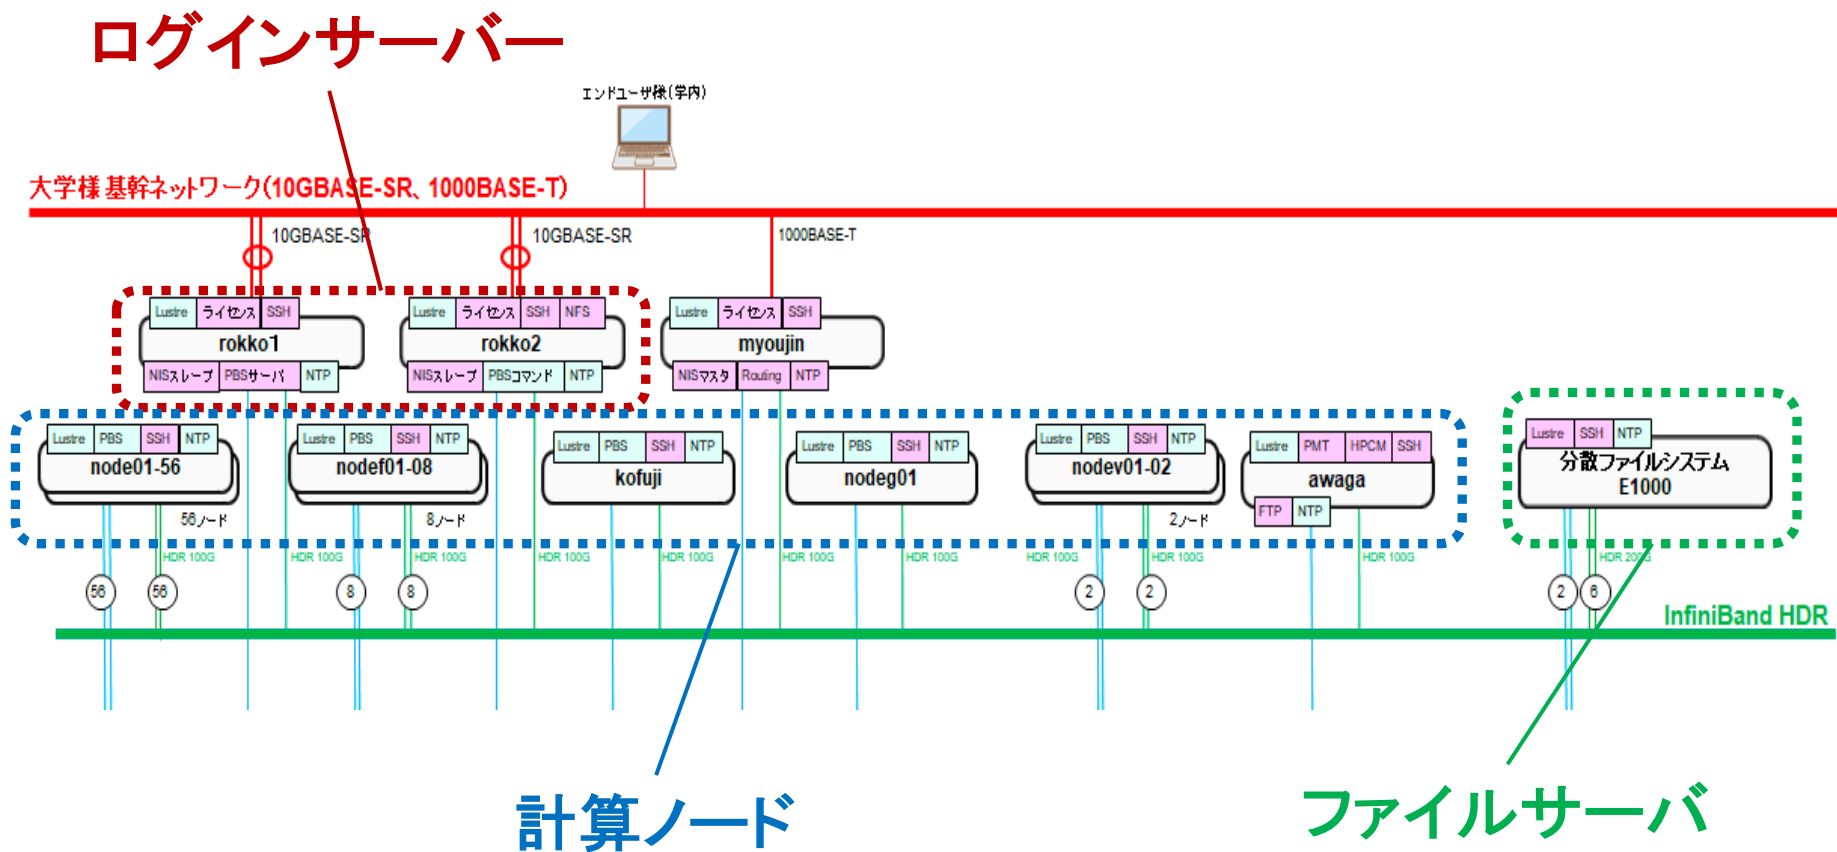 ログインサーバー
エンドユーザ様(学内)
大学様 基幹ネットワーク(10GBASE-SR、1000BASE-T)
10GBASE-SR
10GBASE-SR
1000BASE-T
Lustre ライセンス SSH
rokko1
NISスレーブ PBSサーバ NTP
Lustre ライセンス SSH NFS
rokko2
NISスレーブ PBSコマンド NTP
Lustre ライセンス SSH
myoujin
NISマスタ Routing NTP
Lustre PBS SSH NTP
node01-56
56ノード
Lustre PBS SSH NTP
nodef01-08
8ノード
Lustre PBS SSH NTP
kofuji
Lustre PBS SSH NTP
nodeg01
Lustre PBS SSH NTP
nodev01-02
2ノード
Lustre PMT HPCM SSH
awaga
FTP NTP
Lustre SSH NTP
分散ファイルシステム
E1000
HDR 100G
HDR 100G
HDR 100G
HDR 100G
HDR 100G
HDR 100G
HDR 100G
HDR 100G
HDR 100G
HDR 100G
HDR 200G
56
56
8
8
2
2
2
6
InfiniBand HDR
計算ノード
ファイルサーバ